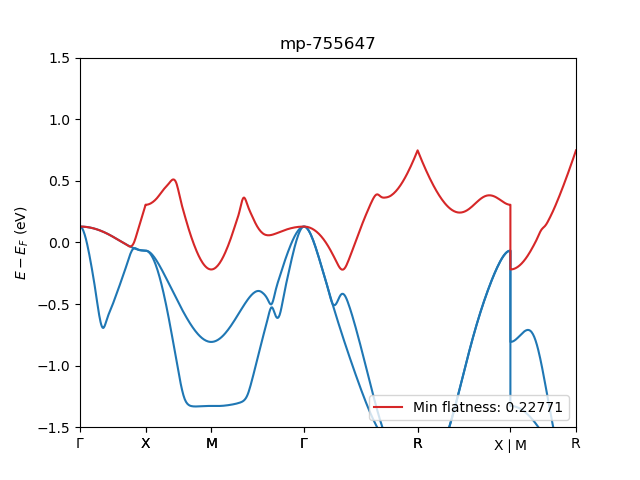 mp-755647
E − E_F (eV)
1.5
1.0
0.5
0.0
−0.5
−1.0
−1.5
Min flatness: 0.22771
Γ X M Γ R X | M R